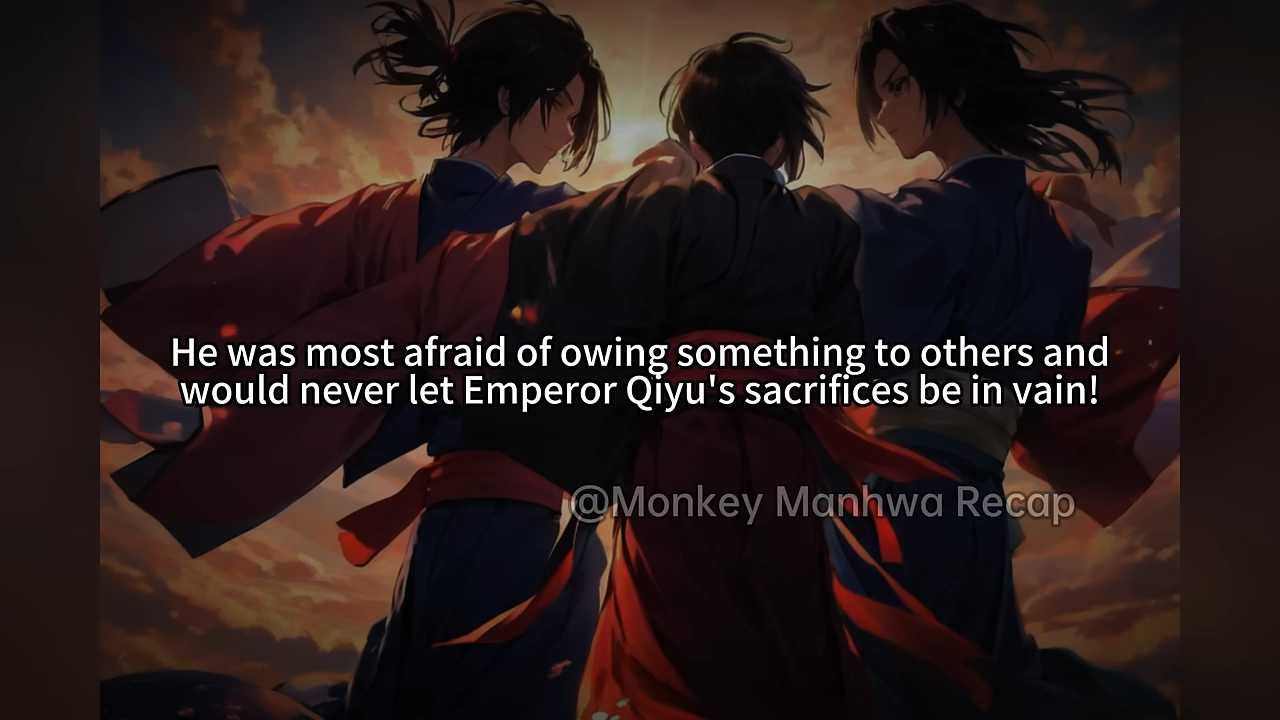 He was most afraid of owing something to others and
would never let Emperor Qiyu's sacrifices be in vain!
@Monkey Manhwa Recap